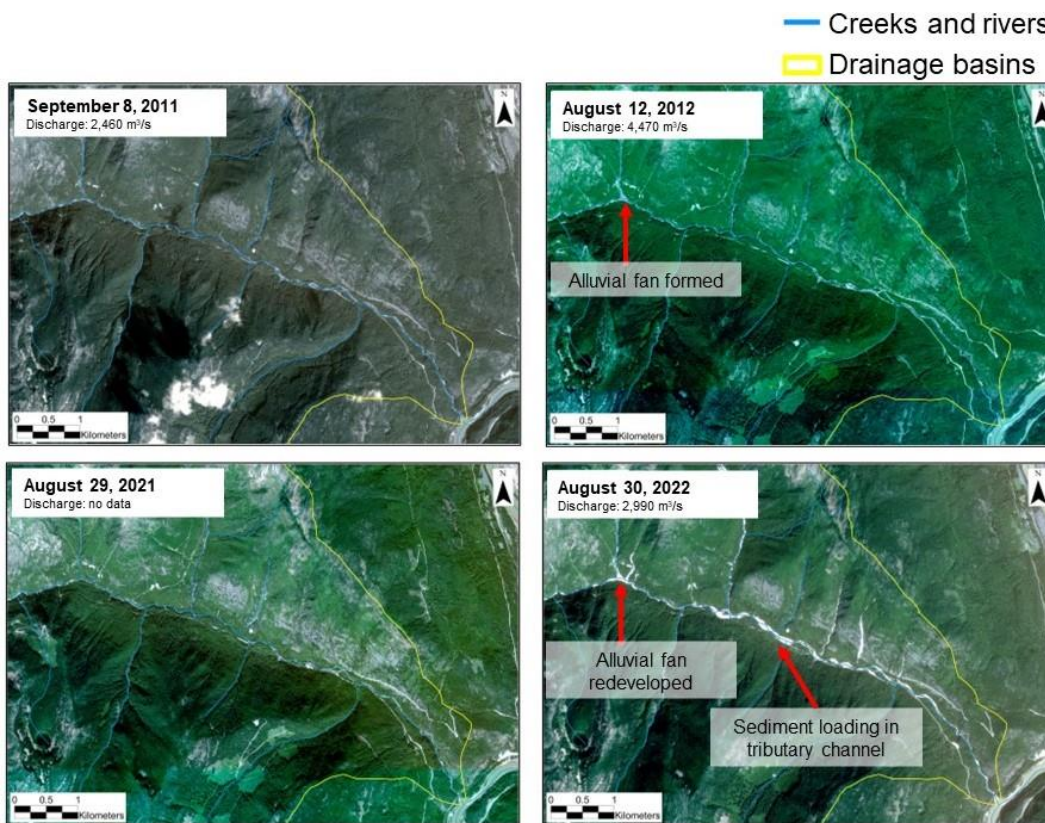 Creeks and rivers
Drainage basins
September 8, 2011
Discharge: 2,460 m³/s
N
0 0.5 1
Kilometers
August 12, 2012
Discharge: 4,470 m³/s
N
Alluvial fan formed
0 0.5 1
Kilometers
August 29, 2021
Discharge: no data
N
0 0.5 1
Kilometers
August 30, 2022
Discharge: 2,990 m³/s
N
Alluvial fan
redeveloped
Sediment loading in
tributary channel
0 0.5 1
Kilometers